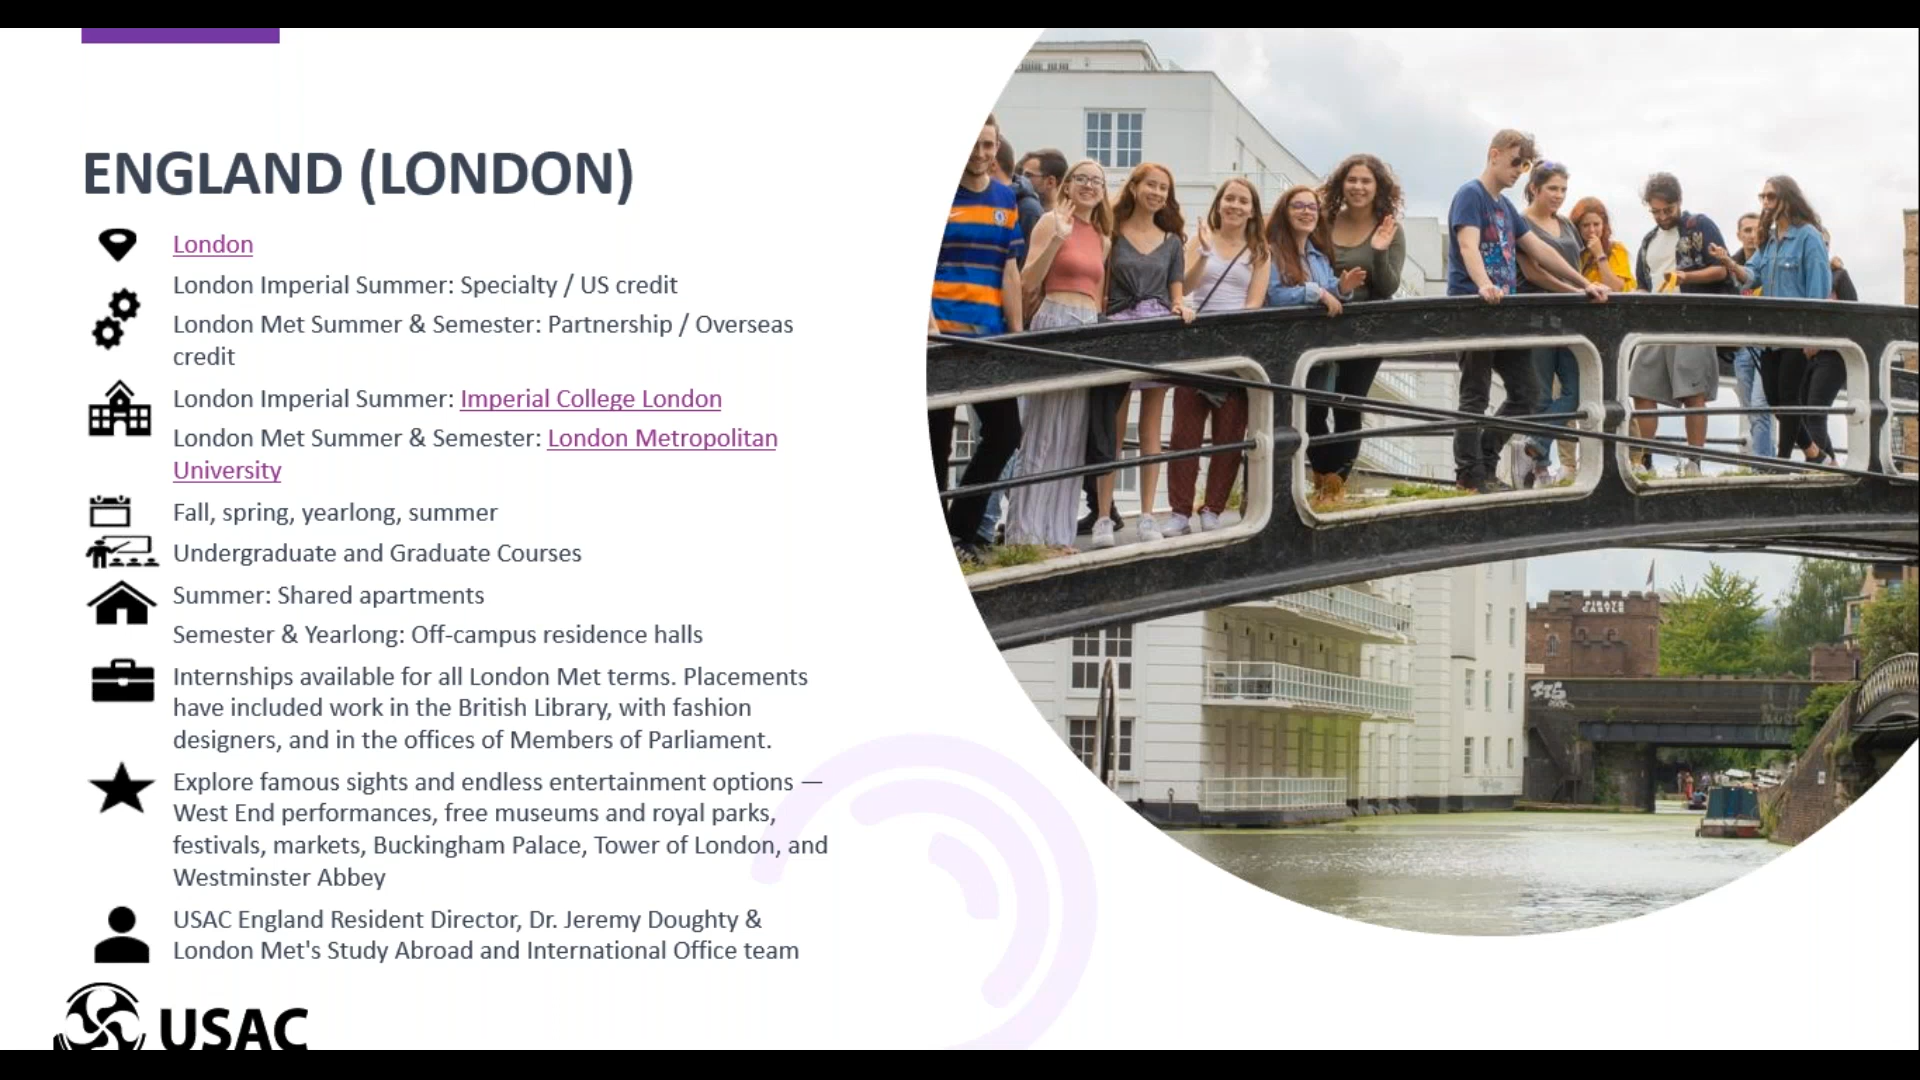 ENGLAND (LONDON)
London
London Imperial Summer: Specialty / US credit
London Met Summer & Semester: Partnership / Overseas
credit
London Imperial Summer: Imperial College London
London Met Summer & Semester: London Metropolitan
University
Fall, spring, yearlong, summer
Undergraduate and Graduate Courses
Summer: Shared apartments
Semester & Yearlong: Off-campus residence halls
Internships available for all London Met terms. Placements
have included work in the British Library, with fashion
designers, and in the offices of Members of Parliament.
Explore famous sights and endless entertainment options —
West End performances, free museums and royal parks,
festivals, markets, Buckingham Palace, Tower of London, and
Westminster Abbey
USAC England Resident Director, Dr. Jeremy Doughty &
London Met's Study Abroad and International Office team
USAC
PIRATE
CASTLE